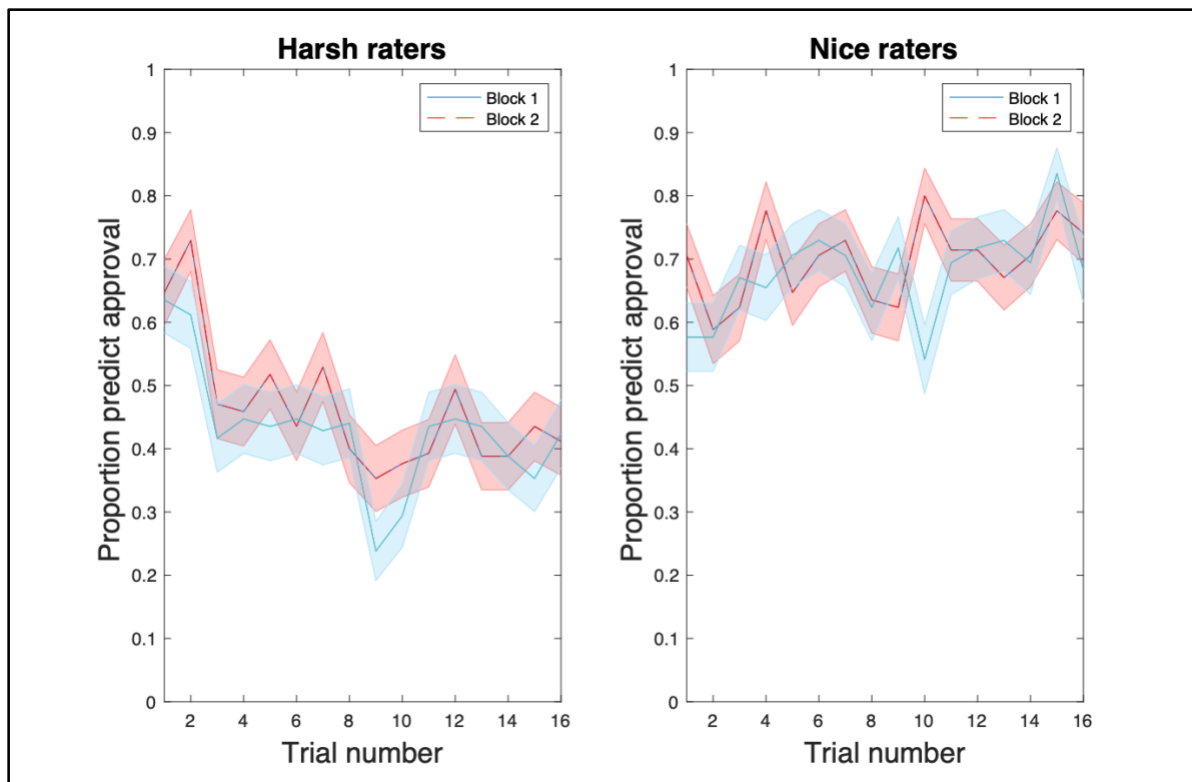 Harsh raters
Block 1
Block 2
1
0.9
0.8
0.7
0.6
0.5
0.4
0.3
0.2
0.1
0
Proportion predict approval
2 4 6 8 10 12 14 16
Trial number
Nice raters
Block 1
Block 2
1
0.9
0.8
0.7
0.6
0.5
0.4
0.3
0.2
0.1
0
Proportion predict approval
2 4 6 8 10 12 14 16
Trial number